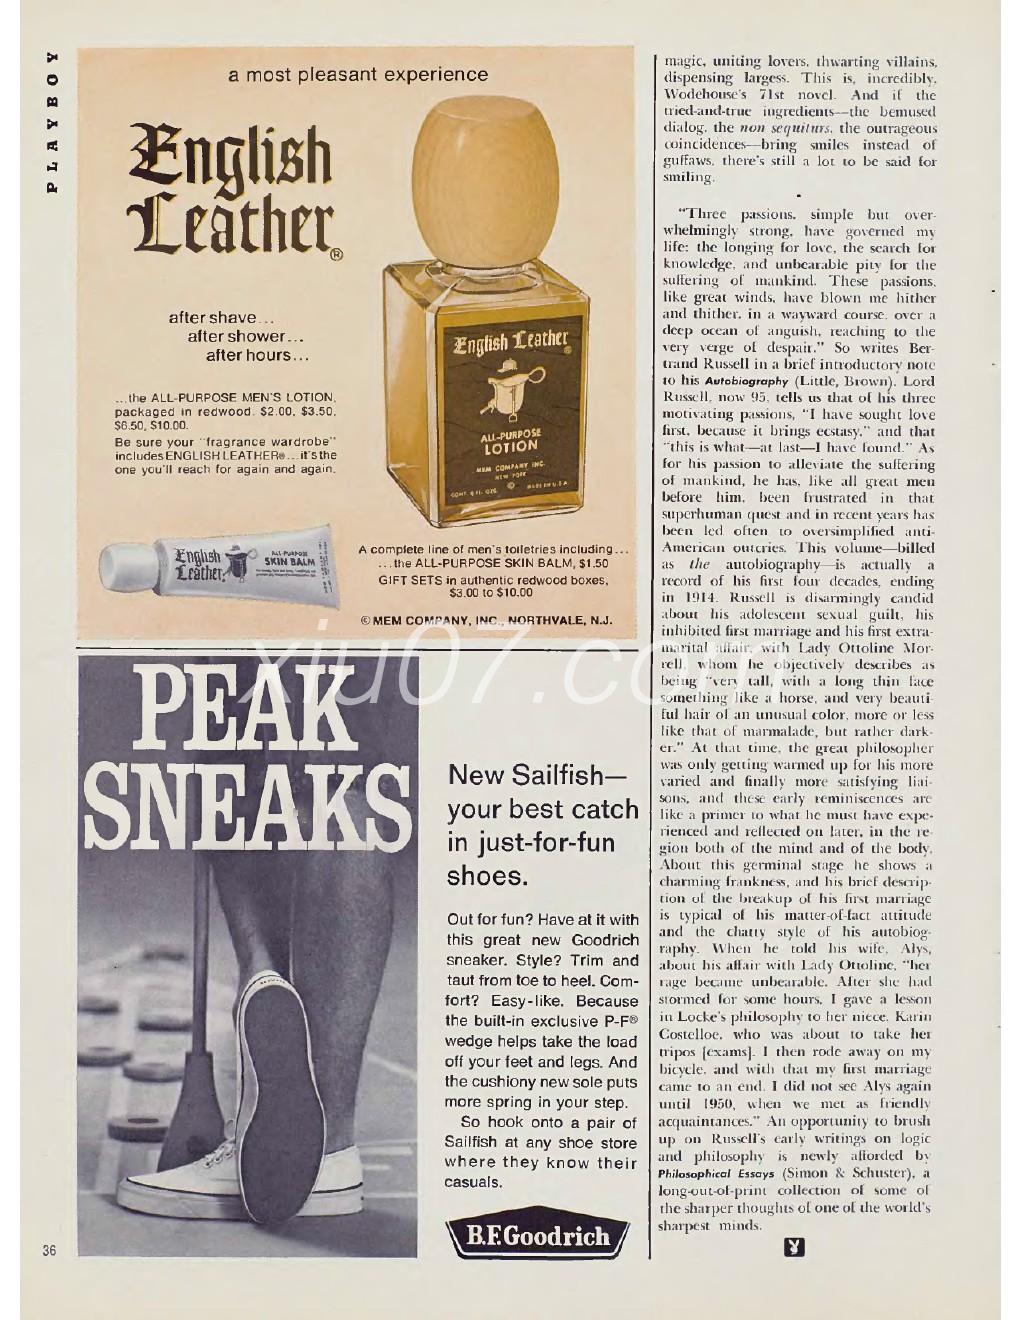 PLAYBOY
a most pleasant experience
English
Leather®
after shave...
after shower...
after hours...
...the ALL-PURPOSE MEN'S LOTION,
packaged in redwood. $2.00, $3.50,
$6.50, $10.00.
Be sure your "fragrance wardrobe"
includes ENGLISH LEATHER®...it's the
one you'll reach for again and again.
English Leather®
ALL-PURPOSE
LOTION
MEM COMPANY INC.
NEW YORK
CONT. 8 FL. OZS. © MADE IN U.S.A.
English
Leather®
ALL-PURPOSE
SKIN BALM
A complete line of men's toiletries including...
...the ALL-PURPOSE SKIN BALM, $1.50
GIFT SETS in authentic redwood boxes,
$3.00 to $10.00
© MEM COMPANY, INC., NORTHVALE, N.J.
PEAK
SNEAKS
New Sailfish—
your best catch
in just-for-fun
shoes.
Out for fun? Have at it with
this great new Goodrich
sneaker. Style? Trim and
taut from toe to heel. Com-
fort? Easy-like. Because
the built-in exclusive P-F®
wedge helps take the load
off your feet and legs. And
the cushiony new sole puts
more spring in your step.
So hook onto a pair of
Sailfish at any shoe store
where they know their
casuals.
B.F.Goodrich
magic, uniting lovers, thwarting villains,
dispensing largess. This is, incredibly,
Wodehouse's 71st novel. And if the
tried-and-true ingredients—the bemused
dialog, the non sequiturs, the outrageous
coincidences—bring smiles instead of
guffaws, there's still a lot to be said for
smiling.
"Three passions, simple but over-
whelmingly strong, have governed my
life: the longing for love, the search for
knowledge, and unbearable pity for the
suffering of mankind. These passions,
like great winds, have blown me hither
and thither, in a wayward course, over a
deep ocean of anguish, reaching to the
very verge of despair." So writes Ber-
trand Russell in a brief introductory note
to his Autobiography (Little, Brown). Lord
Russell, now 95, tells us that of his three
motivating passions, "I have sought love
first, because it brings ecstasy," and that
"this is what—at last—I have found." As
for his passion to alleviate the suffering
of mankind, he has, like all great men
before him, been frustrated in that
superhuman quest and in recent years has
been led often to oversimplified anti-
American outcries. This volume—billed
as the autobiography—is actually a
record of his first four decades, ending
in 1914. Russell is disarmingly candid
about his adolescent sexual guilt, his
inhibited first marriage and his first extra-
marital affair, with Lady Ottoline Mor-
rell, whom he objectively describes as
being "very tall, with a long thin face
something like a horse, and very beauti-
ful hair of an unusual color, more or less
like that of marmalade, but rather dark-
er." At that time, the great philosopher
was only getting warmed up for his more
varied and finally more satisfying liai-
sons, and these early reminiscences are
like a primer to what he must have expe-
rienced and reflected on later, in the re-
gion both of the mind and of the body.
About this germinal stage he shows a
charming frankness, and his brief descrip-
tion of the breakup of his first marriage
is typical of his matter-of-fact attitude
and the chatty style of his autobiog-
raphy. When he told his wife, Alys,
about his affair with Lady Ottoline, "her
rage became unbearable. After she had
stormed for some hours, I gave a lesson
in Locke's philosophy to her niece, Karin
Costelloe, who was about to take her
tripos [exams]. I then rode away on my
bicycle, and with that my first marriage
came to an end. I did not see Alys again
until 1950, when we met as friendly
acquaintances." An opportunity to brush
up on Russell's early writings on logic
and philosophy is newly afforded by
Philosophical Essays (Simon & Schuster), a
long-out-of-print collection of some of
the sharper thoughts of one of the world's
sharpest minds.
36
xiu07.com